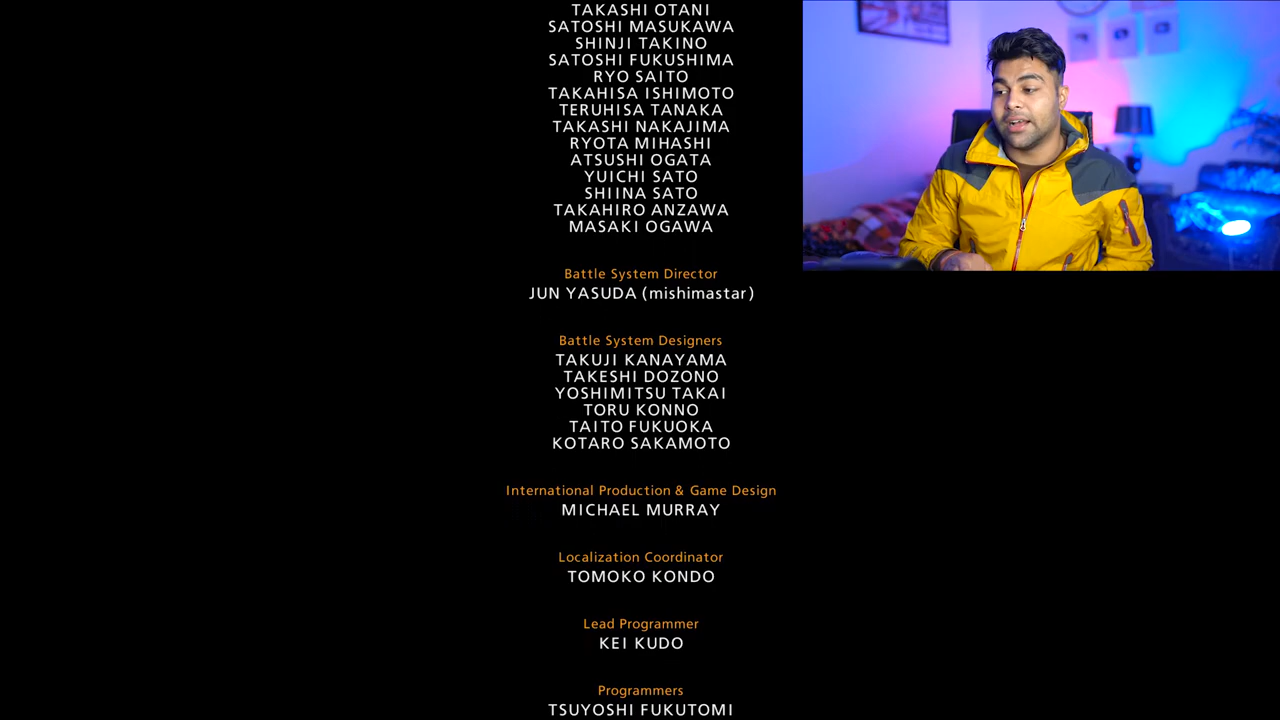 TAKASHI OTANI
SATOSHI MASUKAWA
SHINJI TAKINO
SATOSHI FUKUSHIMA
RYO SAITO
TAKAHISA ISHIMOTO
TERUHISA TANAKA
TAKASHI NAKAJIMA
RYOTA MIHASHI
ATSUSHI OGATA
YUICHI SATO
SHIINA SATO
TAKAHIRO ANZAWA
MASAKI OGAWA
Battle System Director
JUN YASUDA (mishimastar)
Battle System Designers
TAKUJI KANAYAMA
TAKESHI DOZONO
YOSHIMITSU TAKAI
TORU KONNO
TAITO FUKUOKA
KOTARO SAKAMOTO
International Production & Game Design
MICHAEL MURRAY
Localization Coordinator
TOMOKO KONDO
Lead Programmer
KEI KUDO
Programmers
TSUYOSHI FUKUTOMI